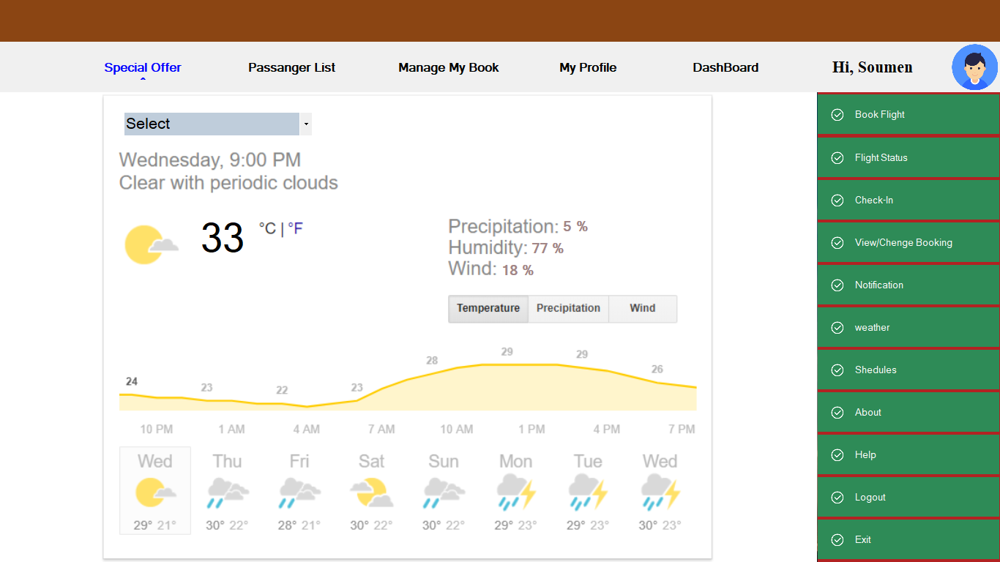 Special Offer
Passanger List
Manage My Book
My Profile
DashBoard
Hi, Soumen
Select
Wednesday, 9:00 PM
Clear with periodic clouds
33 °C | °F
Precipitation: 5 %
Humidity: 77 %
Wind: 18 %
Temperature Precipitation Wind
24 23 22 23 28 29 29 26
10 PM 1 AM 4 AM 7 AM 10 AM 1 PM 4 PM 7 PM
Wed Thu Fri Sat Sun Mon Tue Wed
29° 21° 30° 22° 28° 21° 30° 22° 30° 22° 29° 23° 29° 23° 30° 23°
Book Flight
Flight Status
Check-In
View/Chenge Booking
Notification
weather
Shedules
About
Help
Logout
Exit